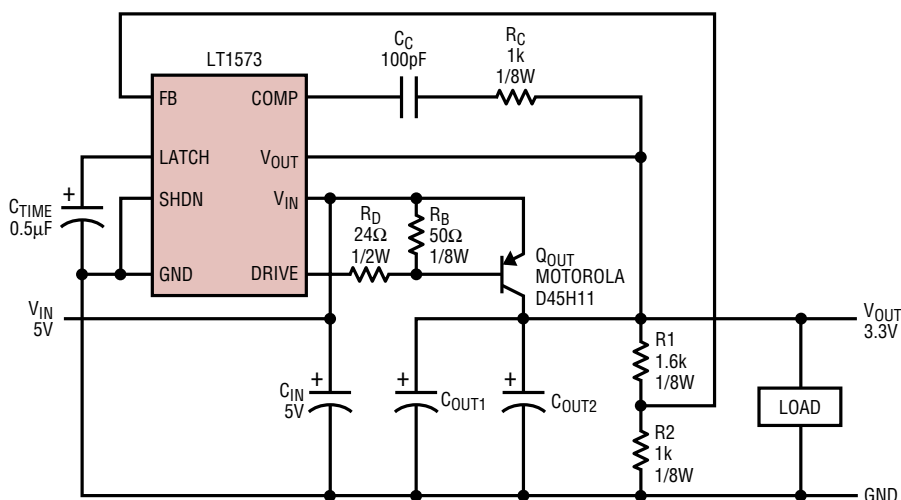 LT1573
FB
COMP
LATCH
VOUT
SHDN
VIN
GND
DRIVE
CC
100pF
RC
1k
1/8W
+
CTIME
0.5µF
RD
24Ω
1/2W
RB
50Ω
1/8W
QOUT
MOTOROLA
D45H11
VIN
5V
VOUT
3.3V
+
CIN
5V
+
COUT1
+
COUT2
R1
1.6k
1/8W
R2
1k
1/8W
LOAD
GND